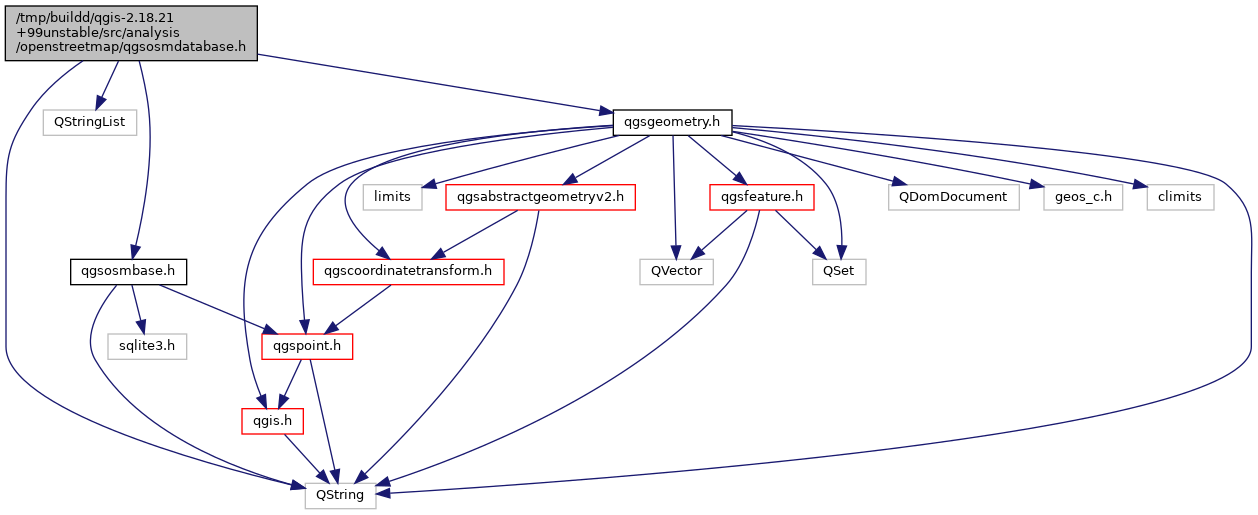 /tmp/buildd/qgis-2.18.21
+99unstable/src/analysis
/openstreetmap/qgsosmdatabase.h
QStringList
qgsgeometry.h
limits
qgsabstractgeometryv2.h
qgsfeature.h
QDomDocument
geos_c.h
climits
qgsosmbase.h
qgscoordinatetransform.h
QVector
QSet
sqlite3.h
qgspoint.h
qgis.h
QString